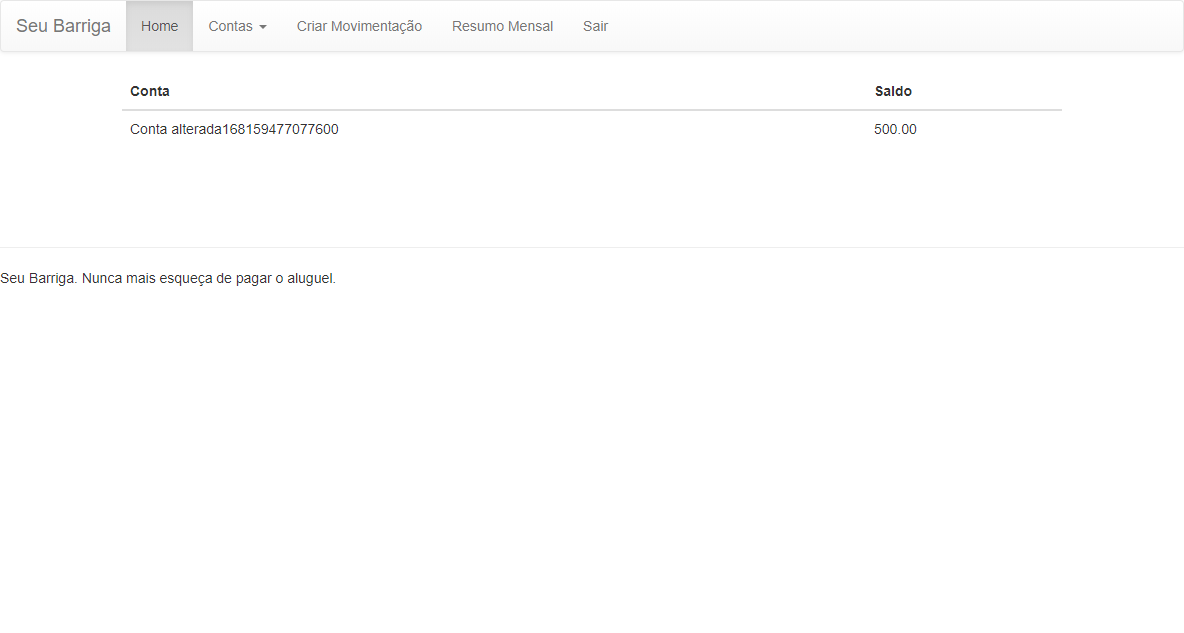 Seu Barriga Home Contas Criar Movimentação Resumo Mensal Sair
Conta Saldo
Conta alterada168159477077600 500.00
Seu Barriga. Nunca mais esqueça de pagar o aluguel.